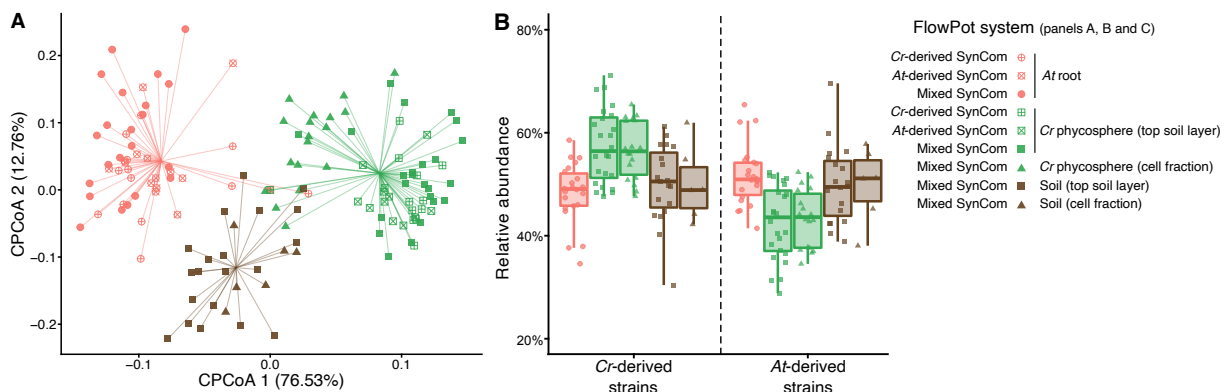 A
CPCoA 2 (12.76%)
0.2
0.1
0.0
−0.1
−0.2
−0.1
0.0
0.1
CPCoA 1 (76.53%)
B
Relative abundance
80%
60%
40%
20%
Cr-derived
strains
At-derived
strains
FlowPot system (panels A, B and C)
Cr-derived SynCom
At-derived SynCom At root
Mixed SynCom
Cr-derived SynCom
At-derived SynCom Cr phycosphere (top soil layer)
Mixed SynCom
Mixed SynCom Cr phycosphere (cell fraction)
Mixed SynCom Soil (top soil layer)
Mixed SynCom Soil (cell fraction)